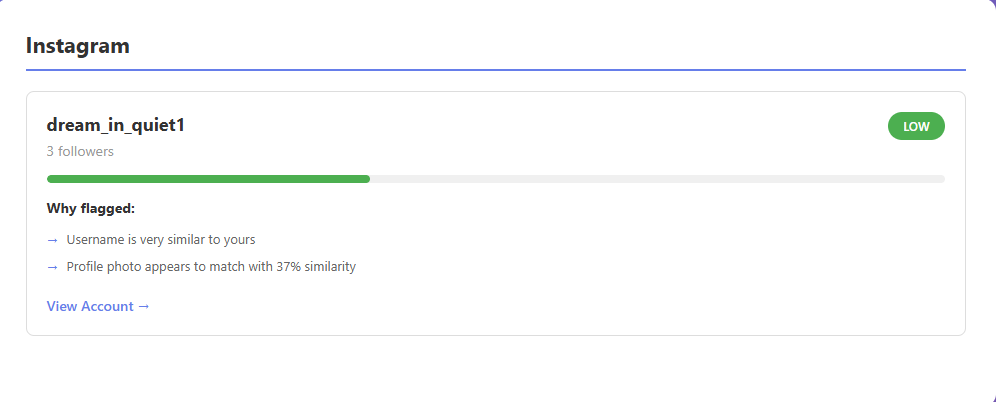 Instagram
dream_in_quiet1
LOW
3 followers
Why flagged:
→ Username is very similar to yours
→ Profile photo appears to match with 37% similarity
View Account →